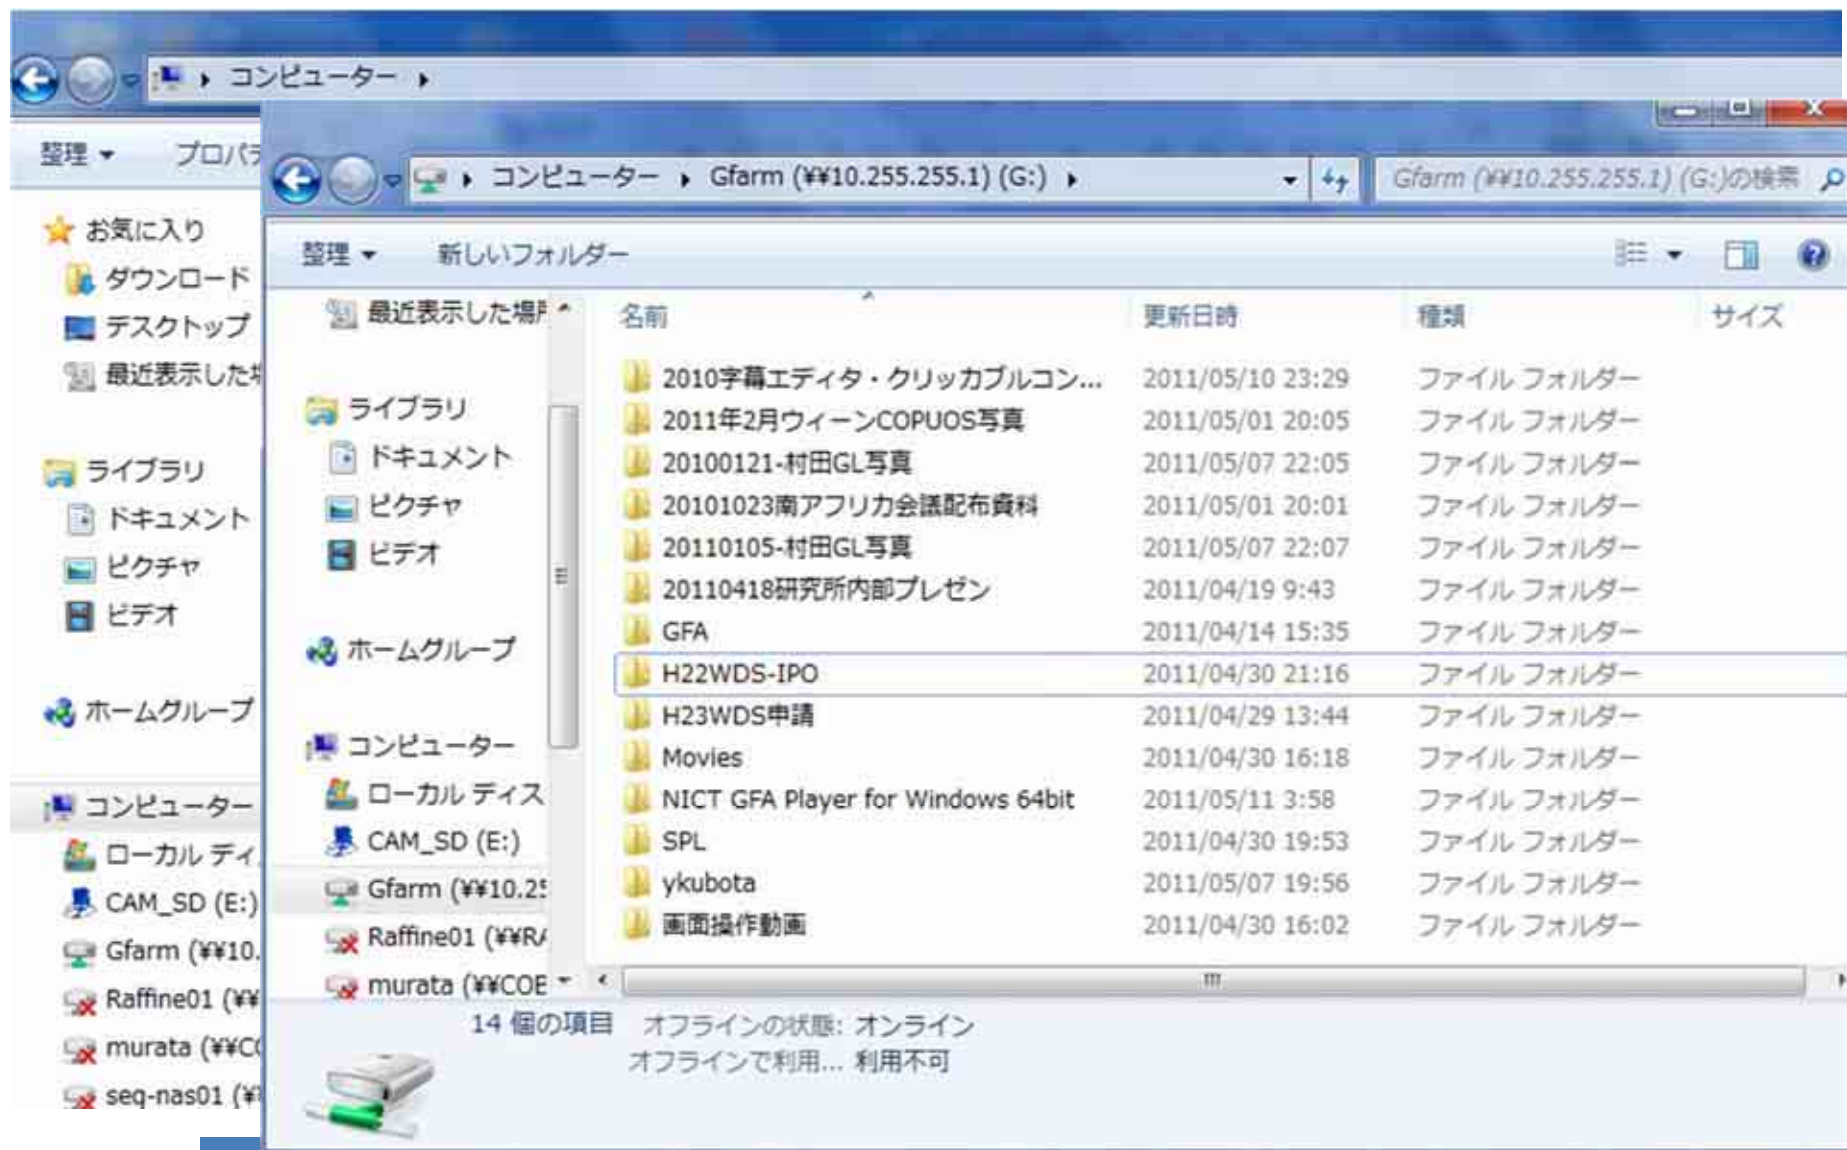 コンピューター
整理
お気に入り
ダウンロード
デスクトップ
最近表示した
ライブラリ
ドキュメント
ピクチャ
ビデオ
ホームグループ
コンピューター
ローカル ディ
CAM_SD (E:)
Gfarm (¥¥10.
Raffine01 (¥¥
murata (¥¥CO
seq-nas01 (¥
コンピューター Gfarm (¥¥10.255.255.1) (G:) Gfarm (¥¥10.255.255.1) (G:)の検索
整理 新しいフォルダー
最近表示した場所
ライブラリ
ドキュメント
ピクチャ
ビデオ
ホームグループ
コンピューター
ローカル ディス
CAM_SD (E:)
Gfarm (¥¥10.25
Raffine01 (¥¥RA
murata (¥¥COE
名前 更新日時 種類 サイズ
2010字幕エディタ・クリッカブルコン... 2011/05/10 23:29 ファイル フォルダー
2011年2月ウィーンCOPUOS写真 2011/05/01 20:05 ファイル フォルダー
20100121-村田GL写真 2011/05/07 22:05 ファイル フォルダー
20101023南アフリカ会議配布資料 2011/05/01 20:01 ファイル フォルダー
20110105-村田GL写真 2011/05/07 22:07 ファイル フォルダー
20110418研究所内部プレゼン 2011/04/19 9:43 ファイル フォルダー
GFA 2011/04/14 15:35 ファイル フォルダー
H22WDS-IPO 2011/04/30 21:16 ファイル フォルダー
H23WDS申請 2011/04/29 13:44 ファイル フォルダー
Movies 2011/04/30 16:18 ファイル フォルダー
NICT GFA Player for Windows 64bit 2011/05/11 3:58 ファイル フォルダー
SPL 2011/04/30 19:53 ファイル フォルダー
ykubota 2011/05/07 19:56 ファイル フォルダー
画面操作動画 2011/04/30 16:02 ファイル フォルダー
14 個の項目 オフラインの状態: オンライン
オフラインで利用... 利用不可